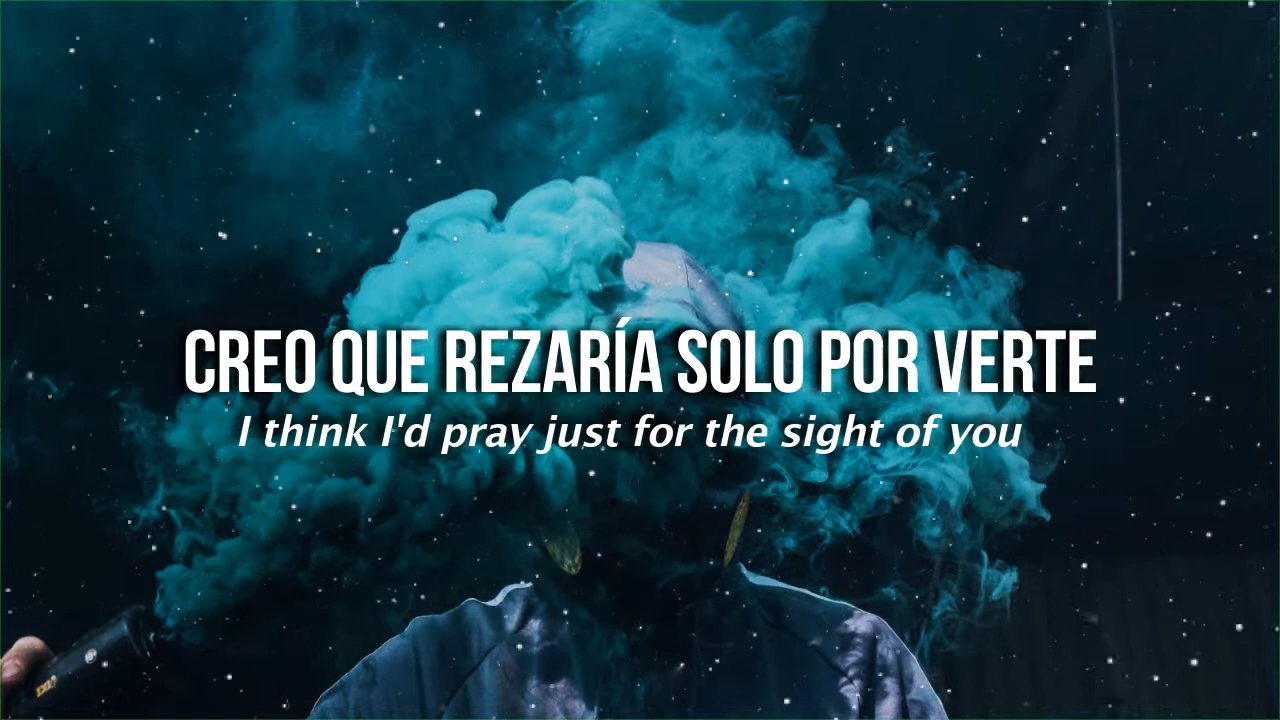 CREO QUE REZARÍA SOLO POR VERTE
I think I'd pray just for the sight of you